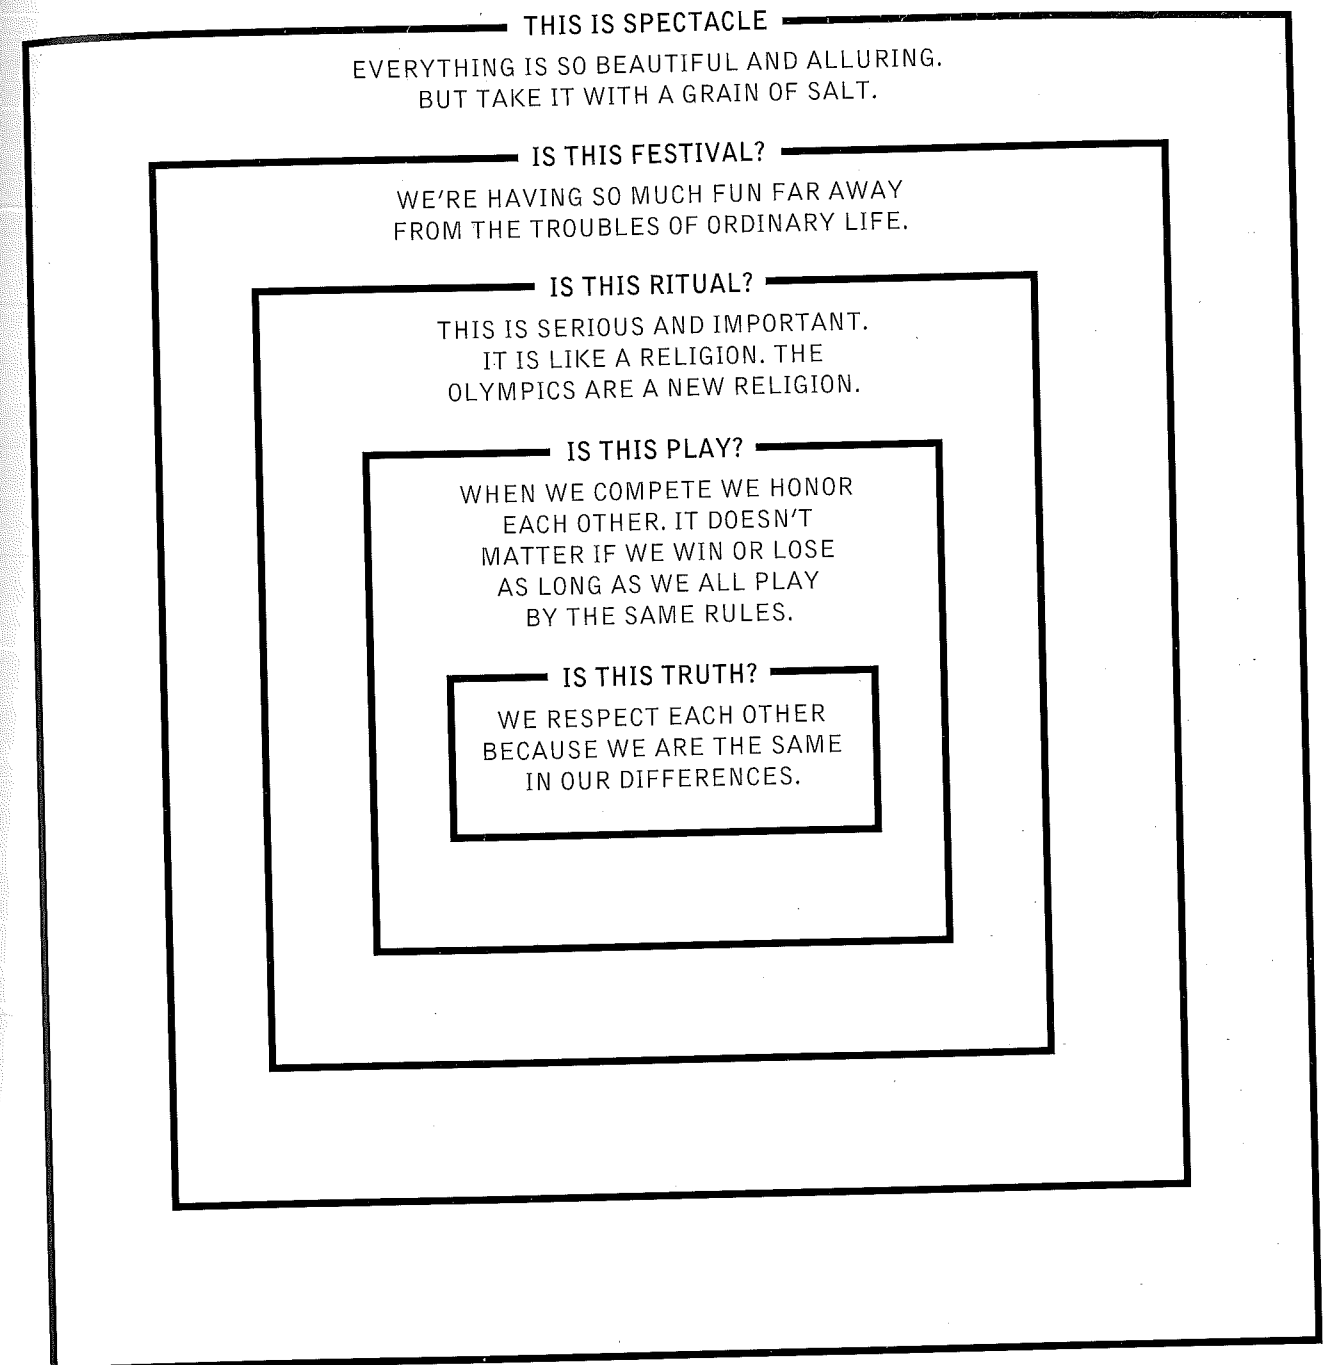 THIS IS SPECTACLE
EVERYTHING IS SO BEAUTIFUL AND ALLURING.
BUT TAKE IT WITH A GRAIN OF SALT.
IS THIS FESTIVAL?
WE'RE HAVING SO MUCH FUN FAR AWAY
FROM THE TROUBLES OF ORDINARY LIFE.
IS THIS RITUAL?
THIS IS SERIOUS AND IMPORTANT.
IT IS LIKE A RELIGION. THE
OLYMPICS ARE A NEW RELIGION.
IS THIS PLAY?
WHEN WE COMPETE WE HONOR
EACH OTHER. IT DOESN'T
MATTER IF WE WIN OR LOSE
AS LONG AS WE ALL PLAY
BY THE SAME RULES.
IS THIS TRUTH?
WE RESPECT EACH OTHER
BECAUSE WE ARE THE SAME
IN OUR DIFFERENCES.